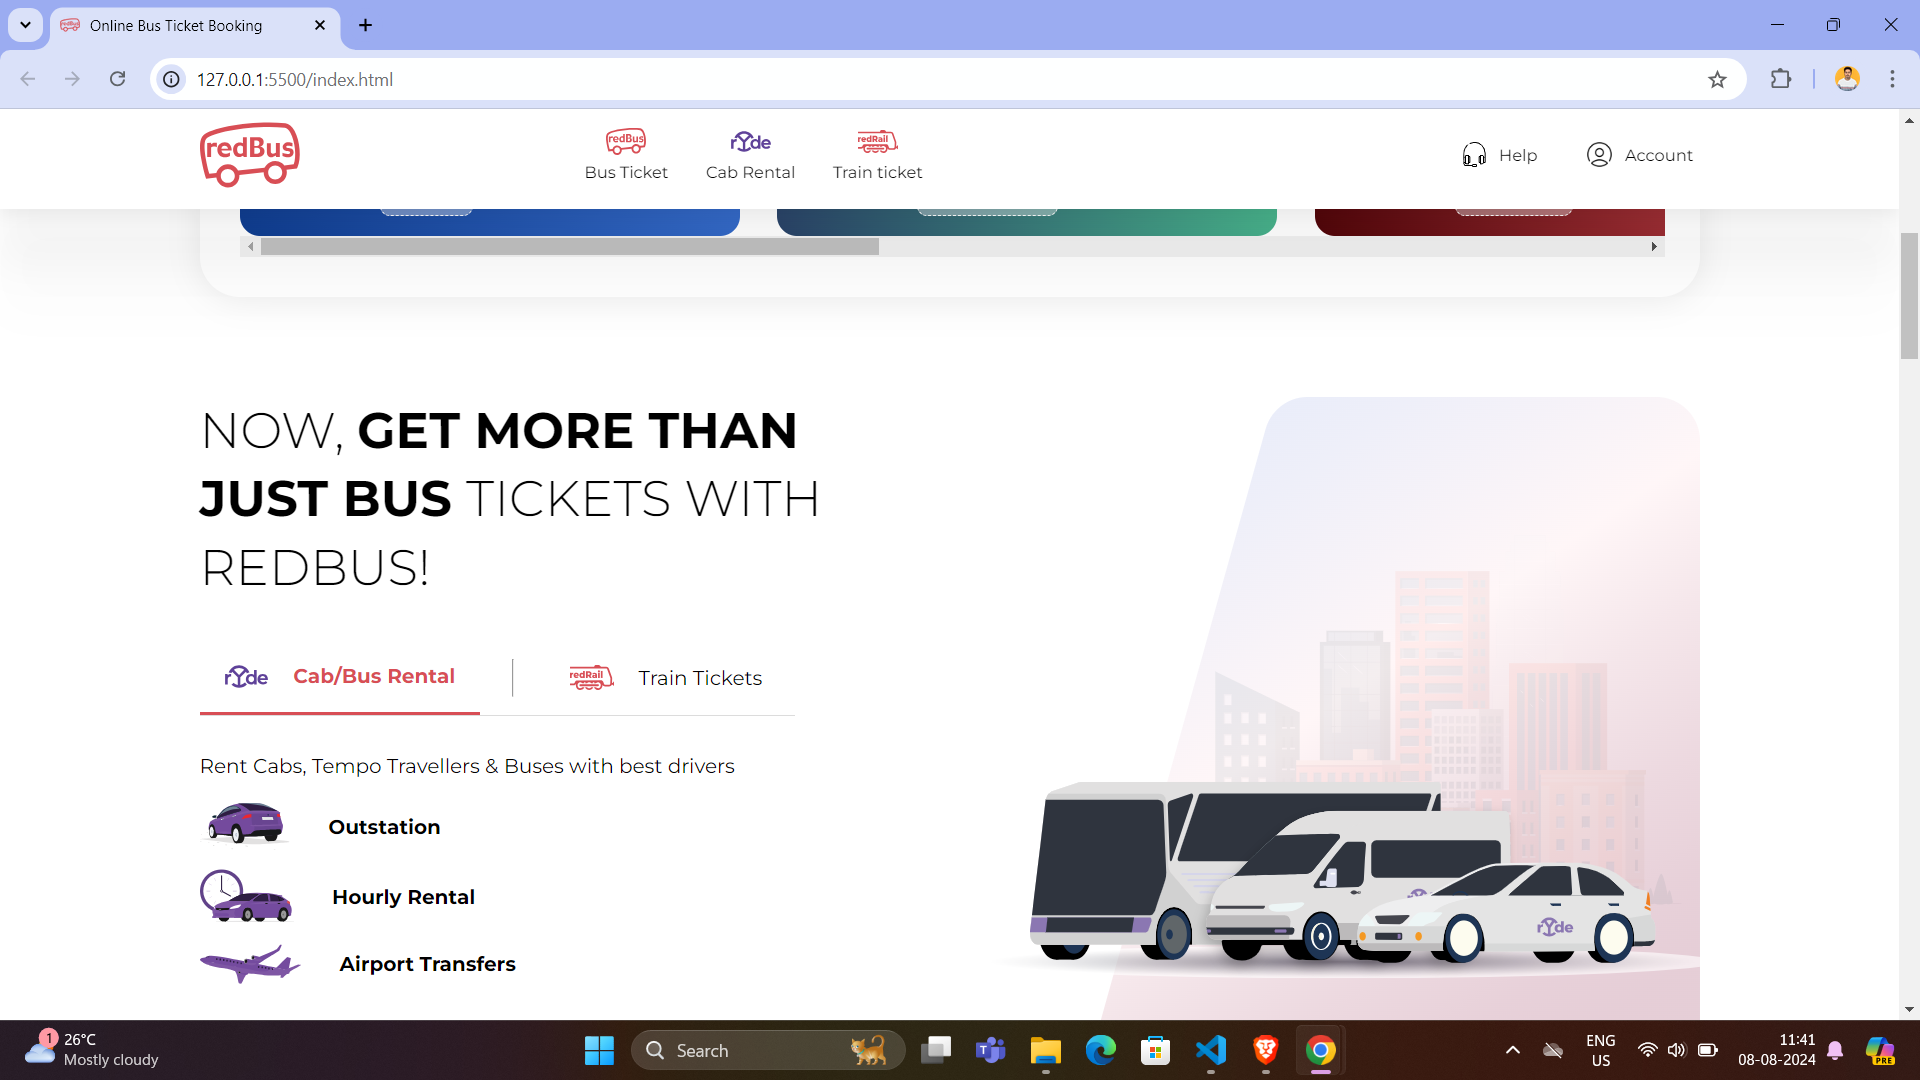 Online Bus Ticket Booking
127.0.0.1:5500/index.html
redBus
redBus
Bus Ticket
rYde
Cab Rental
redRail
Train ticket
Help
Account
NOW, GET MORE THAN
JUST BUS TICKETS WITH
REDBUS!
rYde
Cab/Bus Rental
redRail
Train Tickets
Rent Cabs, Tempo Travellers & Buses with best drivers
Outstation
Hourly Rental
Airport Transfers
rYde
1
26°C
Mostly cloudy
Search
ENG
US
11:41
08-08-2024
PRE